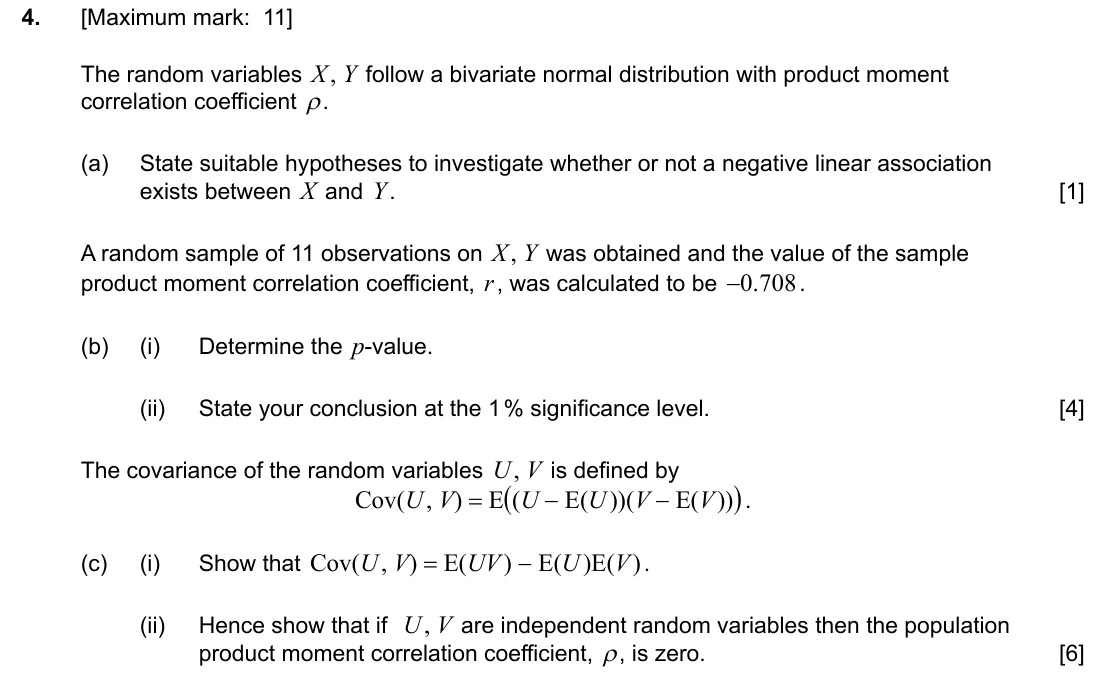 4. [Maximum mark: 11]
The random variables X, Y follow a bivariate normal distribution with product moment
correlation coefficient ρ.
(a) State suitable hypotheses to investigate whether or not a negative linear association
exists between X and Y. [1]
A random sample of 11 observations on X, Y was obtained and the value of the sample
product moment correlation coefficient, r, was calculated to be −0.708.
(b) (i) Determine the p-value.
(ii) State your conclusion at the 1 % significance level. [4]
The covariance of the random variables U, V is defined by
Cov(U, V) = E((U − E(U))(V − E(V))).
(c) (i) Show that Cov(U, V) = E(UV) − E(U)E(V).
(ii) Hence show that if U, V are independent random variables then the population
product moment correlation coefficient, ρ, is zero. [6]